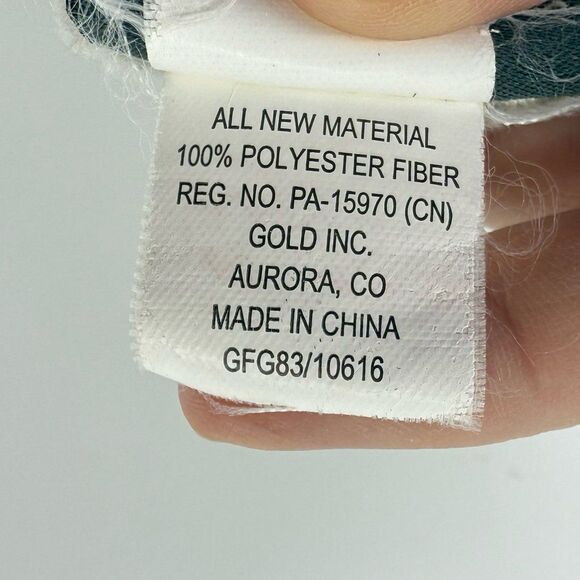 ALL NEW MATERIAL
100% POLYESTER FIBER
REG. NO. PA-15970 (CN)
GOLD INC.
AURORA, CO
MADE IN CHINA
GFG83/10616